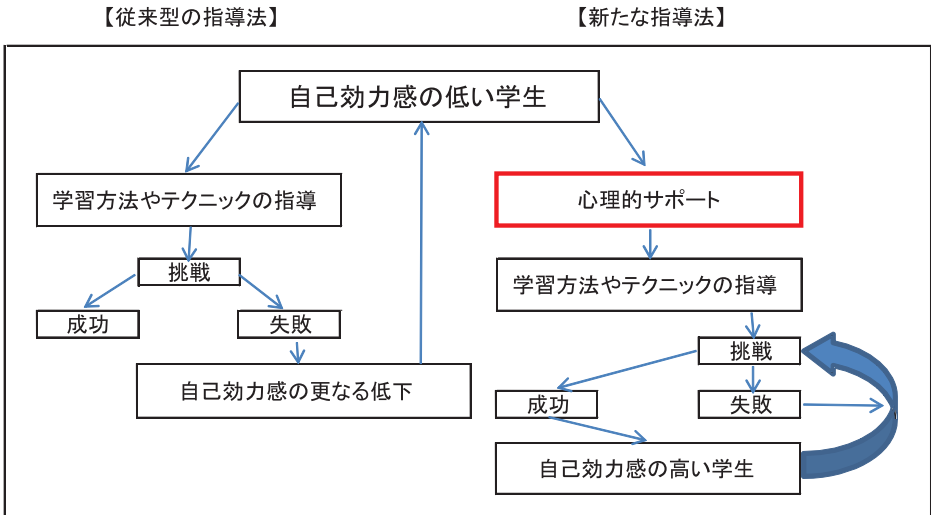 【従来型の指導法】
【新たな指導法】
自己効力感の低い学生
学習方法やテクニックの指導
挑戦
成功
失敗
自己効力感の更なる低下
心理的サポート
学習方法やテクニックの指導
挑戦
成功
失敗
自己効力感の高い学生